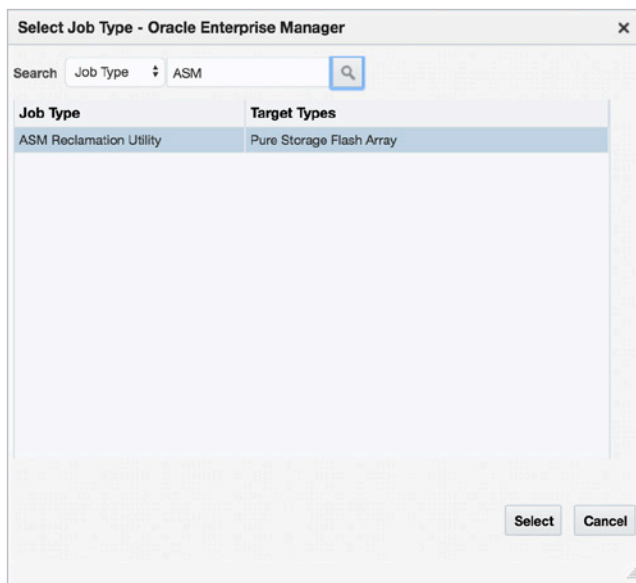 Select Job Type - Oracle Enterprise Manager
Search Job Type ASM
Job Type Target Types
ASM Reclamation Utility Pure Storage Flash Array
Select Cancel